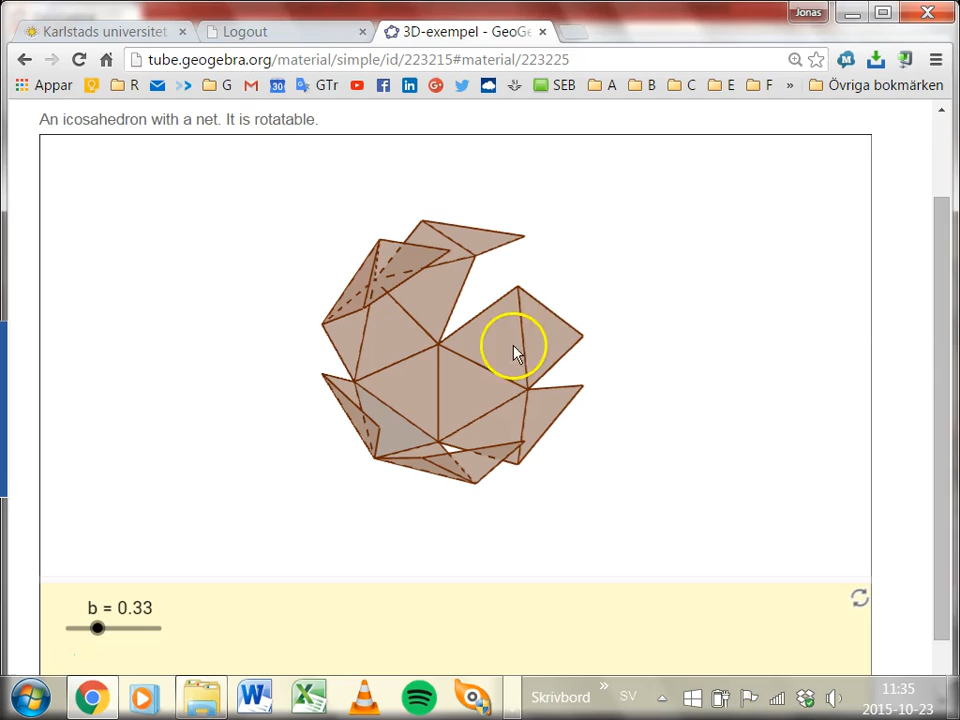 Jonas
Karlstads universitet
Logout
3D-exempel - GeoGe
tube.geogebra.org/material/simple/id/223215#material/223225
Appar R G 30 GTr SEB A B C E F » Övriga bokmärken
An icosahedron with a net. It is rotatable.
b = 0.33
Skrivbord » SV 11:35
2015-10-23